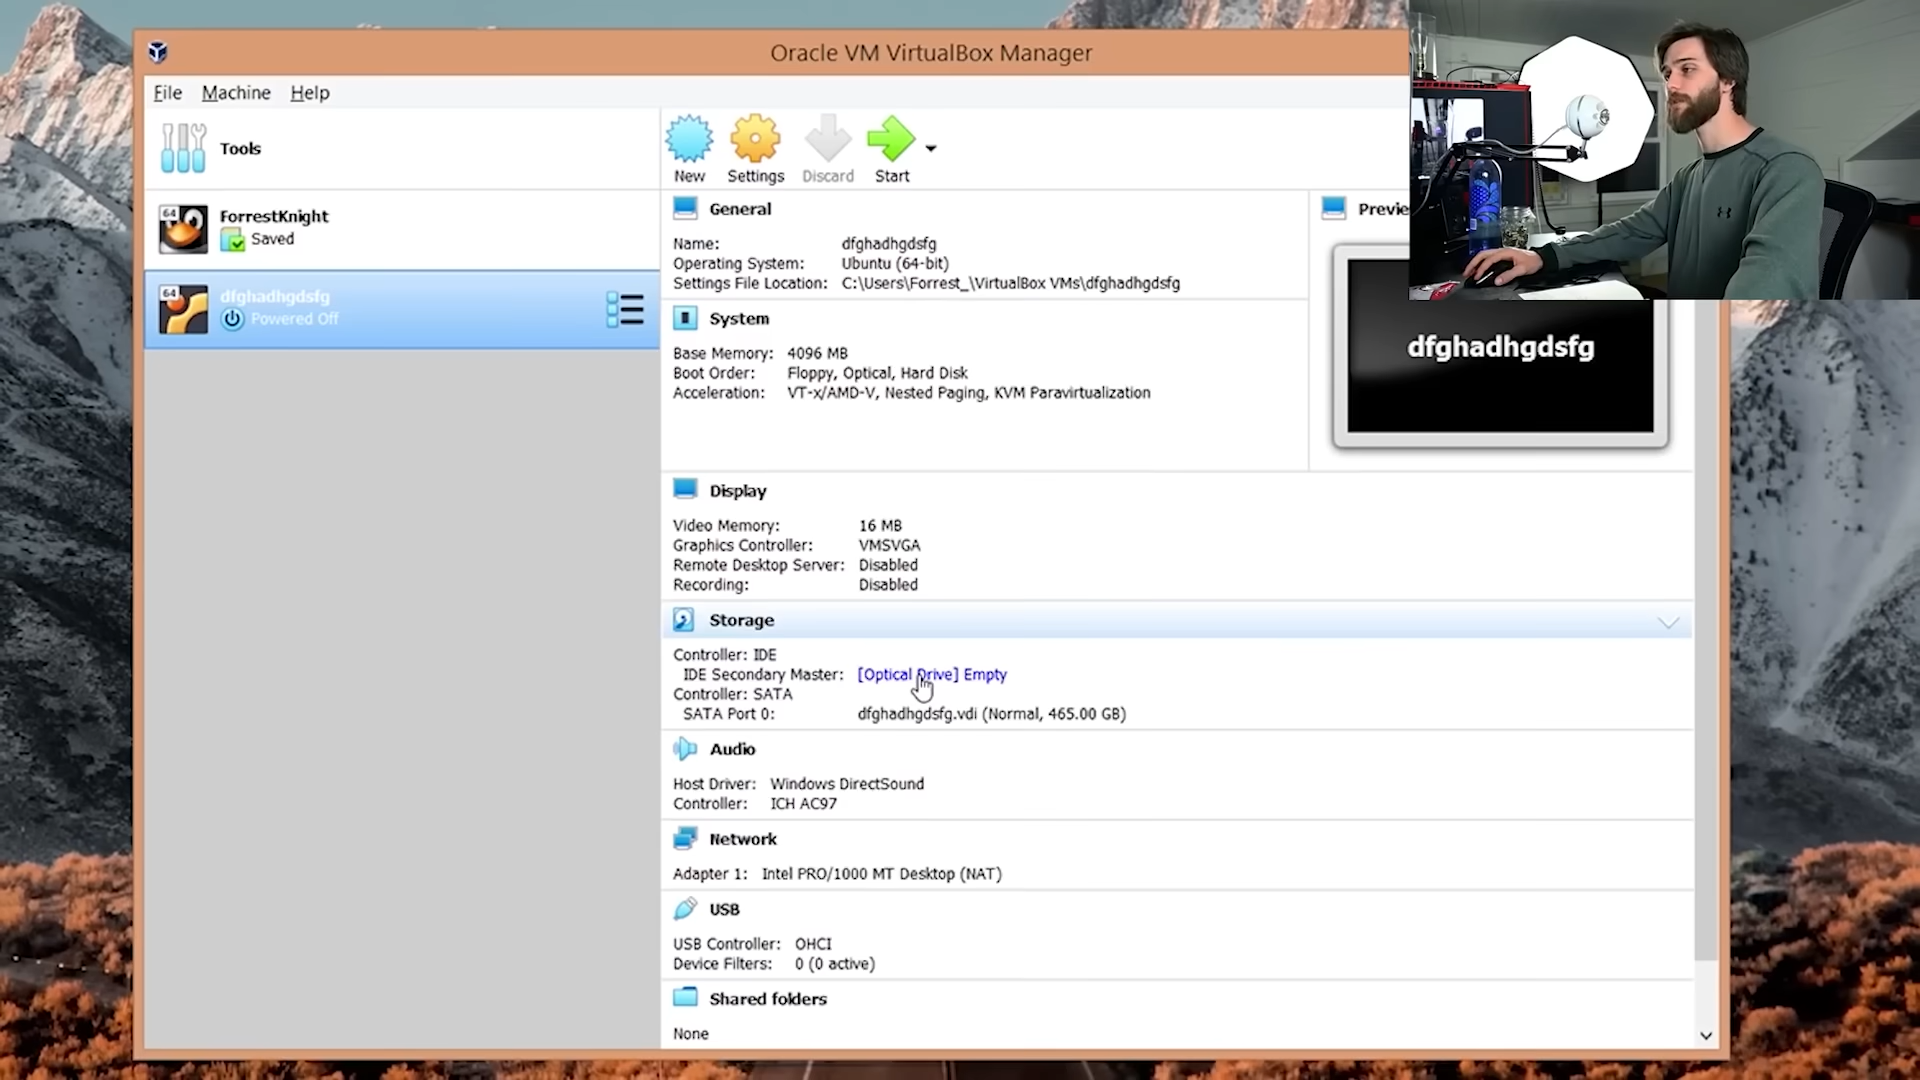 Oracle VM VirtualBox Manager
File Machine Help
Tools
New Settings Discard Start
64 ForrestKnight
Saved
64 dfghadhgdsfg
Powered Off
General
Name: dfghadhgdsfg
Operating System: Ubuntu (64-bit)
Settings File Location: C:\Users\Forrest_\VirtualBox VMs\dfghadhgdsfg
System
Base Memory: 4096 MB
Boot Order: Floppy, Optical, Hard Disk
Acceleration: VT-x/AMD-V, Nested Paging, KVM Paravirtualization
Previe
dfghadhgdsfg
Display
Video Memory: 16 MB
Graphics Controller: VMSVGA
Remote Desktop Server: Disabled
Recording: Disabled
Storage
Controller: IDE
IDE Secondary Master: [Optical Drive] Empty
Controller: SATA
SATA Port 0: dfghadhgdsfg.vdi (Normal, 465.00 GB)
Audio
Host Driver: Windows DirectSound
Controller: ICH AC97
Network
Adapter 1: Intel PRO/1000 MT Desktop (NAT)
USB
USB Controller: OHCI
Device Filters: 0 (0 active)
Shared folders
None